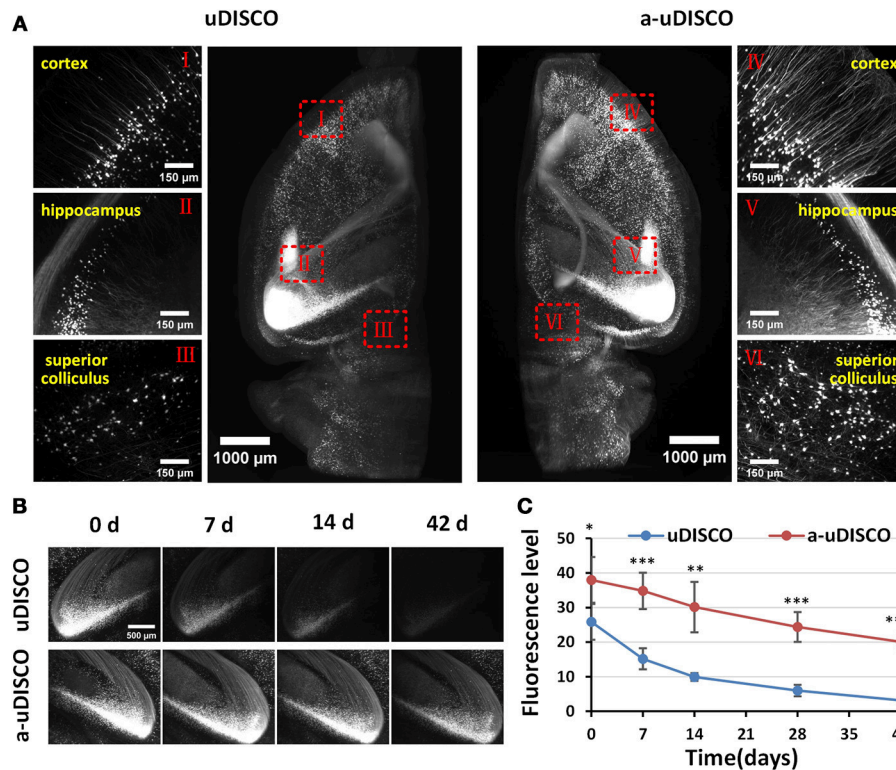 uDISCO
a-uDISCO
A
cortex
I
150 μm
hippocampus
II
150 μm
superior
colliculus
III
150 μm
I
II
III
1000 μm
IV
V
VI
1000 μm
IV
cortex
150 μm
V
hippocampus
150 μm
VI
superior
colliculus
150 μm
B
0 d
7 d
14 d
42 d
uDISCO
500 μm
a-uDISCO
C
uDISCO
a-uDISCO
Fluorescence level
50
40
30
20
10
0
*
***
**
***
0
7
14
21
28
35
Time(days)